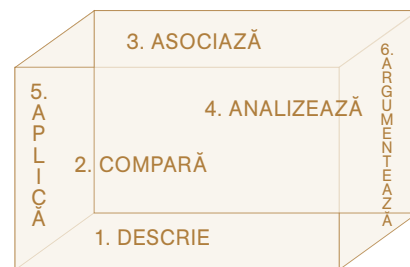 3. ASOCIAZĂ
5. APLICĂ
6. ARGUMENTEAZĂ
4. ANALIZEAZĂ
2. COMPARĂ
1. DESCRIE